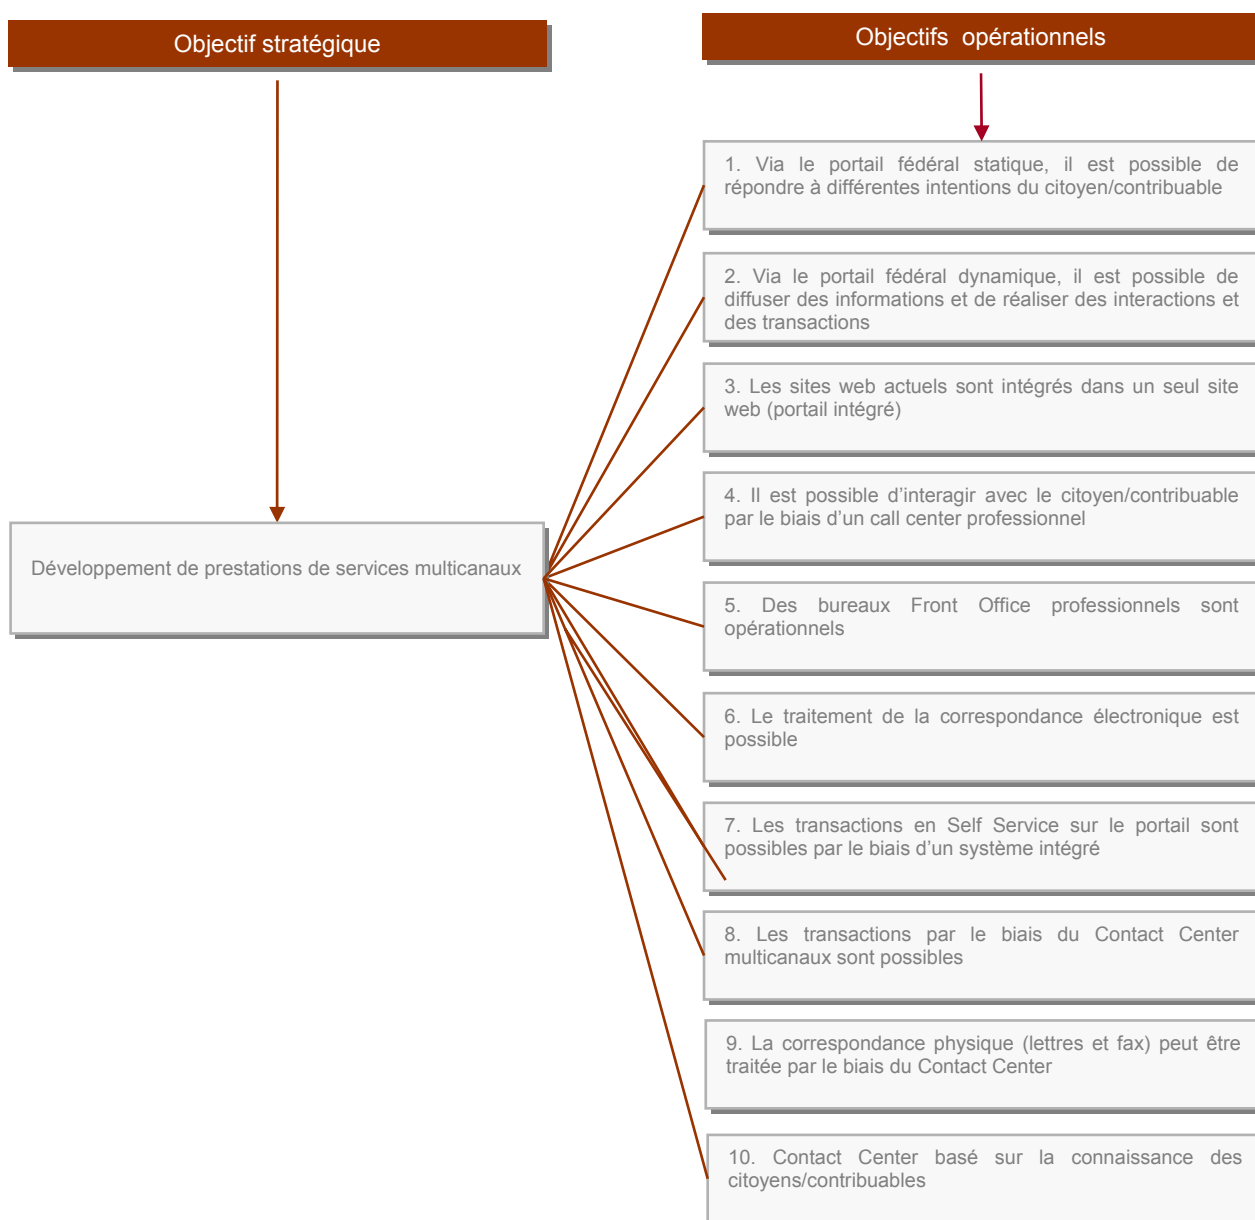 Objectif stratégique
Objectifs opérationnels
Développement de prestations de services multicanaux
1. Via le portail fédéral statique, il est possible de
répondre à différentes intentions du citoyen/contribuable
2. Via le portail fédéral dynamique, il est possible de
diffuser des informations et de réaliser des interactions et
des transactions
3. Les sites web actuels sont intégrés dans un seul site
web (portail intégré)
4. Il est possible d’interagir avec le citoyen/contribuable
par le biais d’un call center professionnel
5. Des bureaux Front Office professionnels sont
opérationnels
6. Le traitement de la correspondance électronique est
possible
7. Les transactions en Self Service sur le portail sont
possibles par le biais d’un système intégré
8. Les transactions par le biais du Contact Center
multicanaux sont possibles
9. La correspondance physique (lettres et fax) peut être
traitée par le biais du Contact Center
10. Contact Center basé sur la connaissance des
citoyens/contribuables